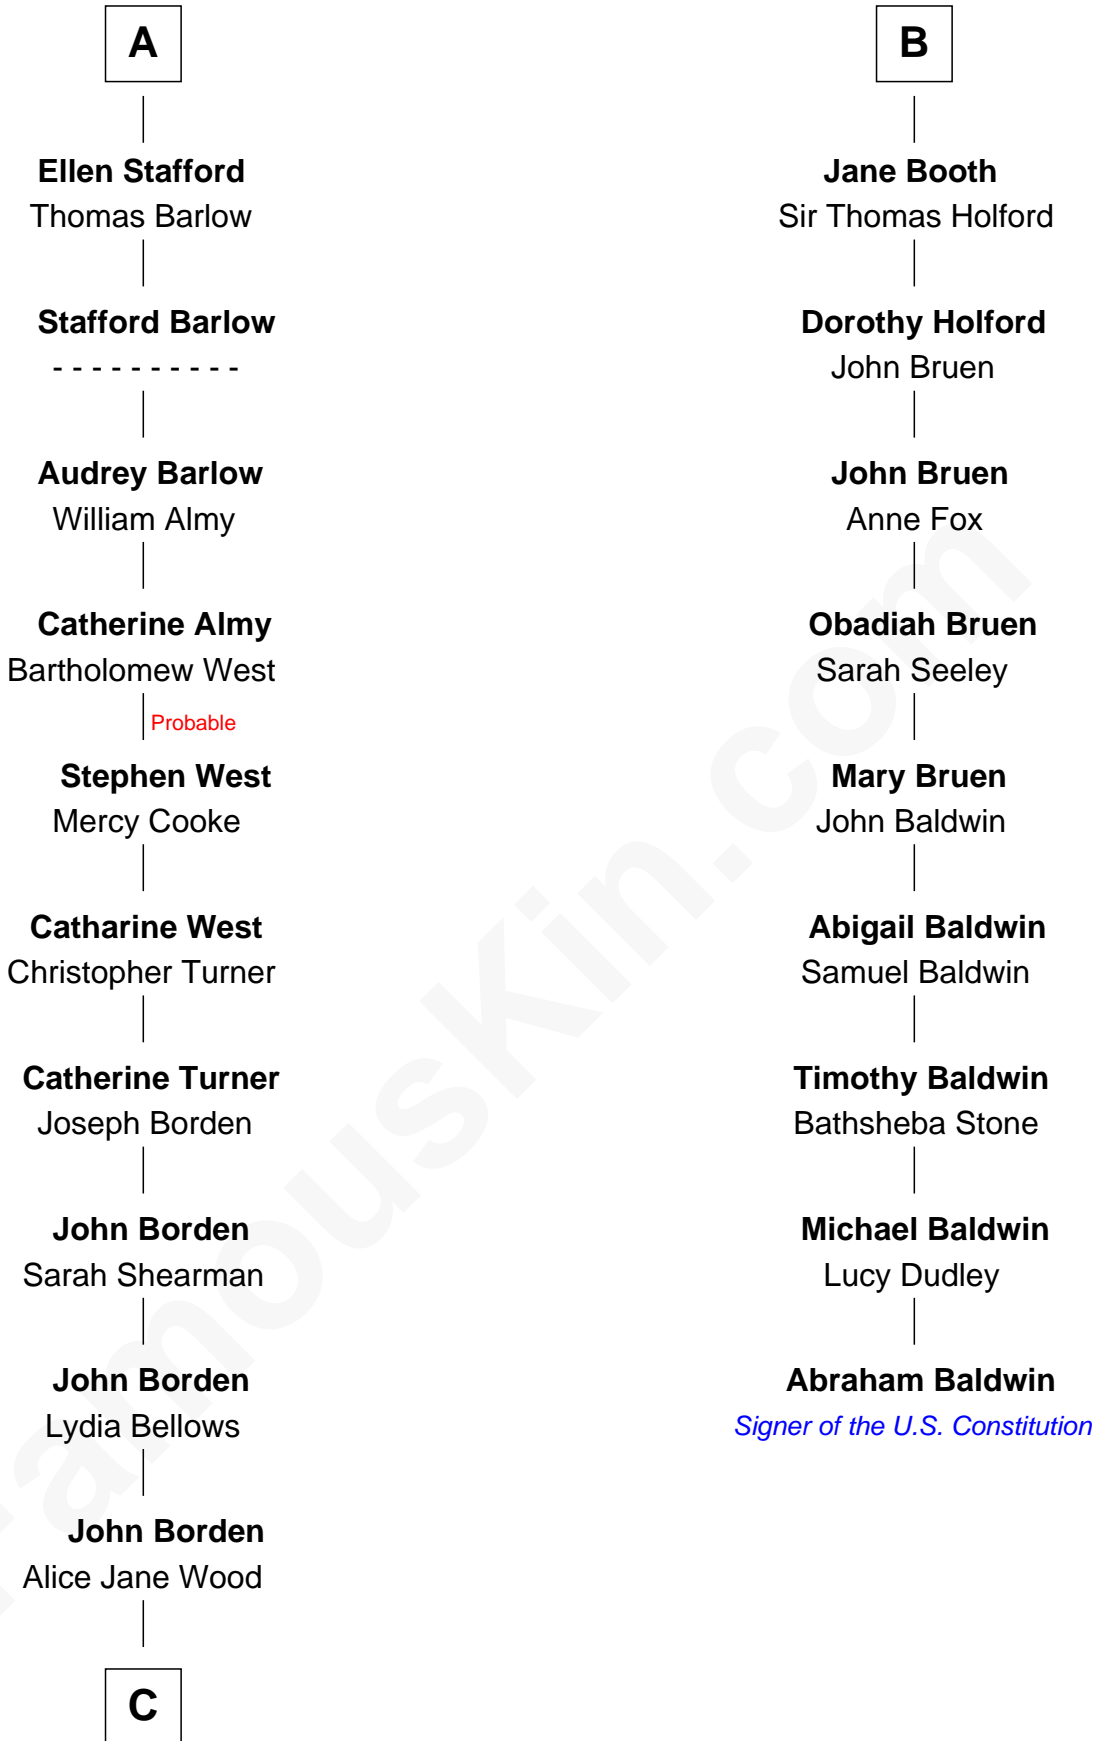 A
Ellen Stafford
Thomas Barlow
Stafford Barlow
- - - - - - - - - -
Audrey Barlow
William Almy
Catherine Almy
Bartholomew West
Probable
Stephen West
Mercy Cooke
Catharine West
Christopher Turner
Catherine Turner
Joseph Borden
John Borden
Sarah Shearman
John Borden
Lydia Bellows
John Borden
Alice Jane Wood
C
B
Jane Booth
Sir Thomas Holford
Dorothy Holford
John Bruen
John Bruen
Anne Fox
Obadiah Bruen
Sarah Seeley
Mary Bruen
John Baldwin
Abigail Baldwin
Samuel Baldwin
Timothy Baldwin
Bathsheba Stone
Michael Baldwin
Lucy Dudley
Abraham Baldwin
Signer of the U.S. Constitution
FamousKin.com